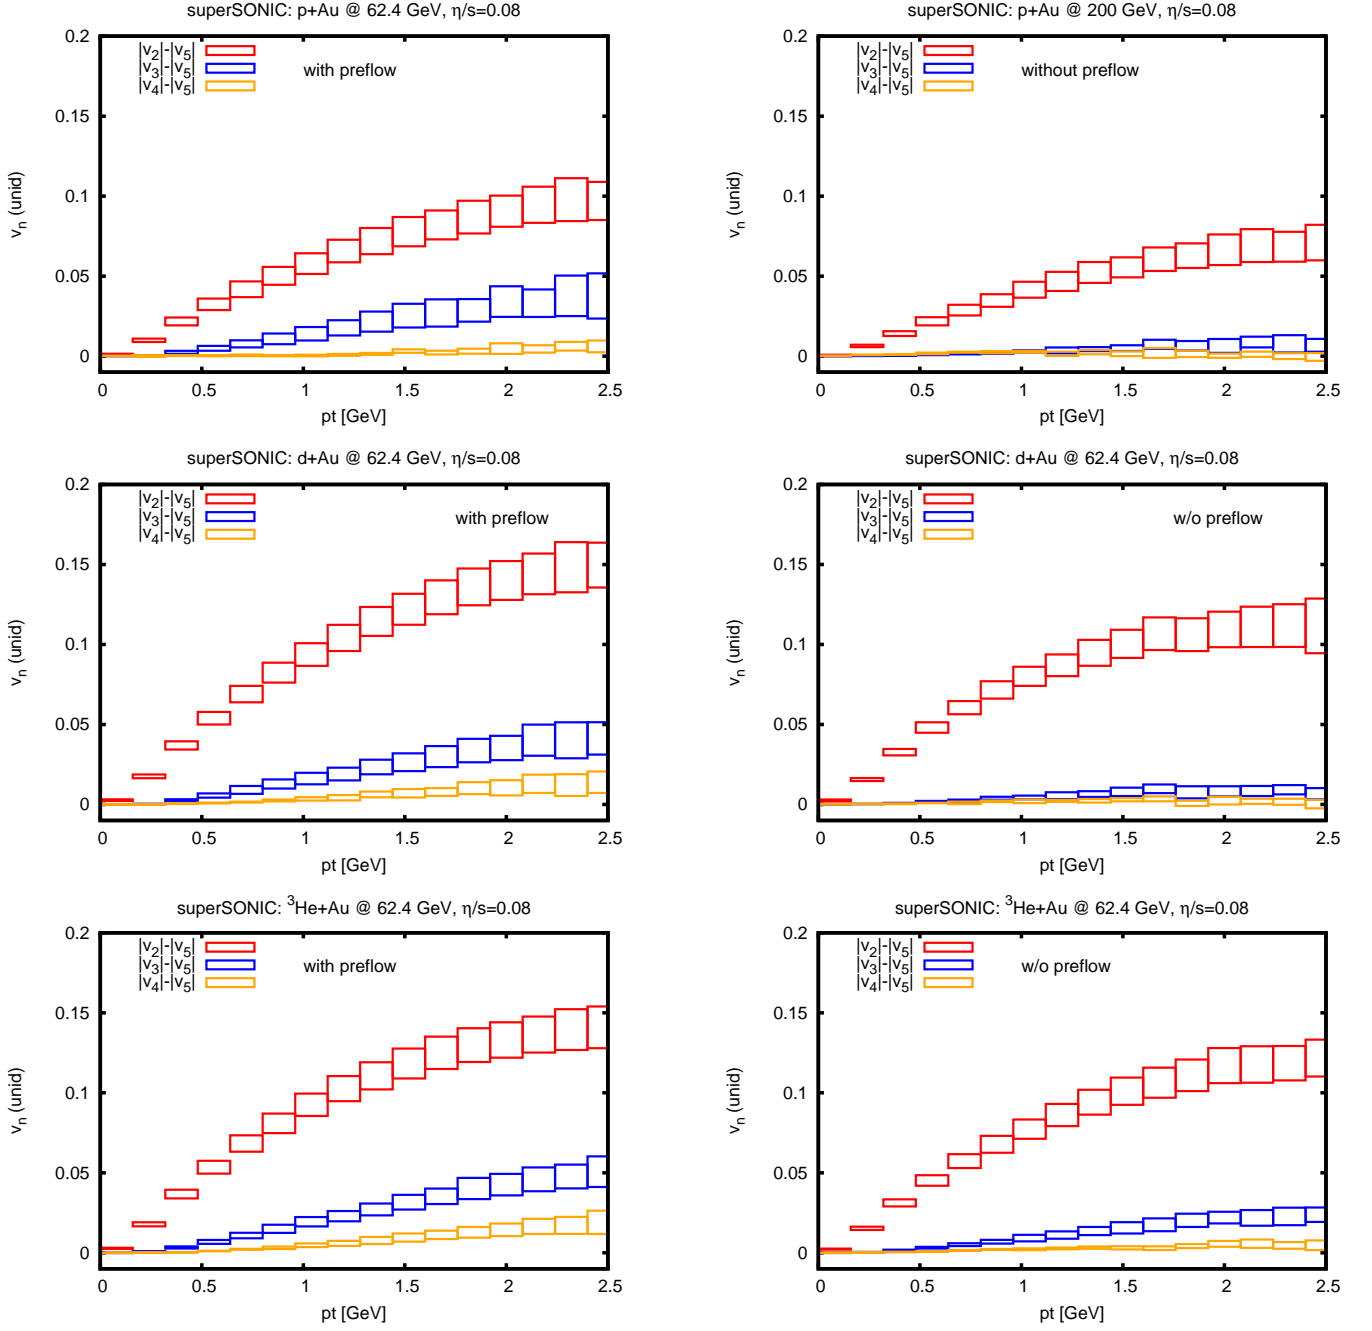 superSONIC: p+Au @ 62.4 GeV, η/s=0.08
0.2
|v2|-|v5|
|v3|-|v5|
|v4|-|v5|
with preflow
0.15
0.1
0.05
0
vn (unid)
0 0.5 1 1.5 2 2.5
pt [GeV]
superSONIC: p+Au @ 200 GeV, η/s=0.08
0.2
|v2|-|v5|
|v3|-|v5|
|v4|-|v5|
without preflow
0.15
0.1
0.05
0
vn (unid)
0 0.5 1 1.5 2 2.5
pt [GeV]
superSONIC: d+Au @ 62.4 GeV, η/s=0.08
0.2
|v2|-|v5|
|v3|-|v5|
|v4|-|v5|
with preflow
0.15
0.1
0.05
0
vn (unid)
0 0.5 1 1.5 2 2.5
pt [GeV]
superSONIC: d+Au @ 62.4 GeV, η/s=0.08
0.2
|v2|-|v5|
|v3|-|v5|
|v4|-|v5|
w/o preflow
0.15
0.1
0.05
0
vn (unid)
0 0.5 1 1.5 2 2.5
pt [GeV]
superSONIC: 3He+Au @ 62.4 GeV, η/s=0.08
0.2
|v2|-|v5|
|v3|-|v5|
|v4|-|v5|
with preflow
0.15
0.1
0.05
0
vn (unid)
0 0.5 1 1.5 2 2.5
pt [GeV]
superSONIC: 3He+Au @ 62.4 GeV, η/s=0.08
0.2
|v2|-|v5|
|v3|-|v5|
|v4|-|v5|
w/o preflow
0.15
0.1
0.05
0
vn (unid)
0 0.5 1 1.5 2 2.5
pt [GeV]